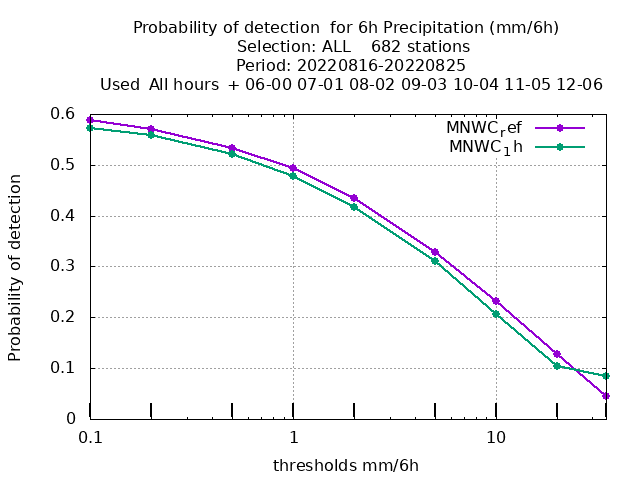 Probability of detection  for 6h Precipitation (mm/6h)
Selection: ALL    682 stations
Period: 20220816-20220825
Used  All hours  + 06-00 07-01 08-02 09-03 10-04 11-05 12-06
MNWCref
MNWC1h
Probability of detection
0.6
0.5
0.4
0.3
0.2
0.1
0
0.1 1 10
thresholds mm/6h